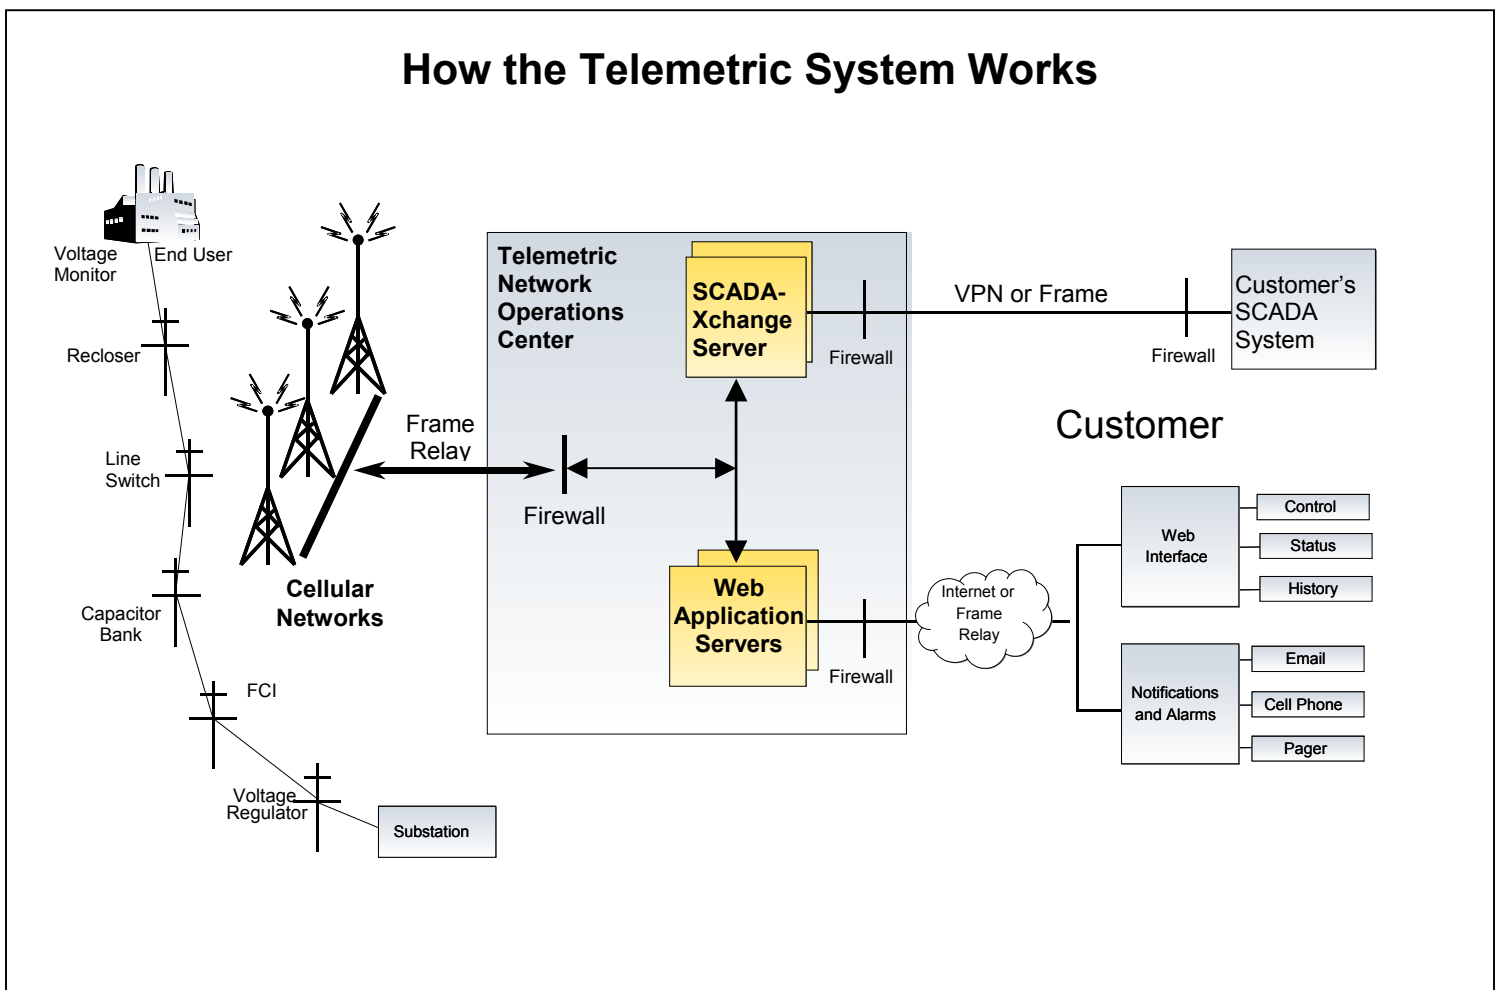 How the Telemetric System Works
Voltage
Monitor
End User
Recloser
Line
Switch
Capacitor
Bank
FCI
Voltage
Regulator
Substation
Cellular
Networks
Frame
Relay
Telemetric
Network
Operations
Center
Firewall
SCADA-
Xchange
Server
Firewall
VPN or Frame
Firewall
Customer's
SCADA
System
Customer
Web
Application
Servers
Firewall
Internet or
Frame
Relay
Web
Interface
Control
Status
History
Notifications
and Alarms
Email
Cell Phone
Pager